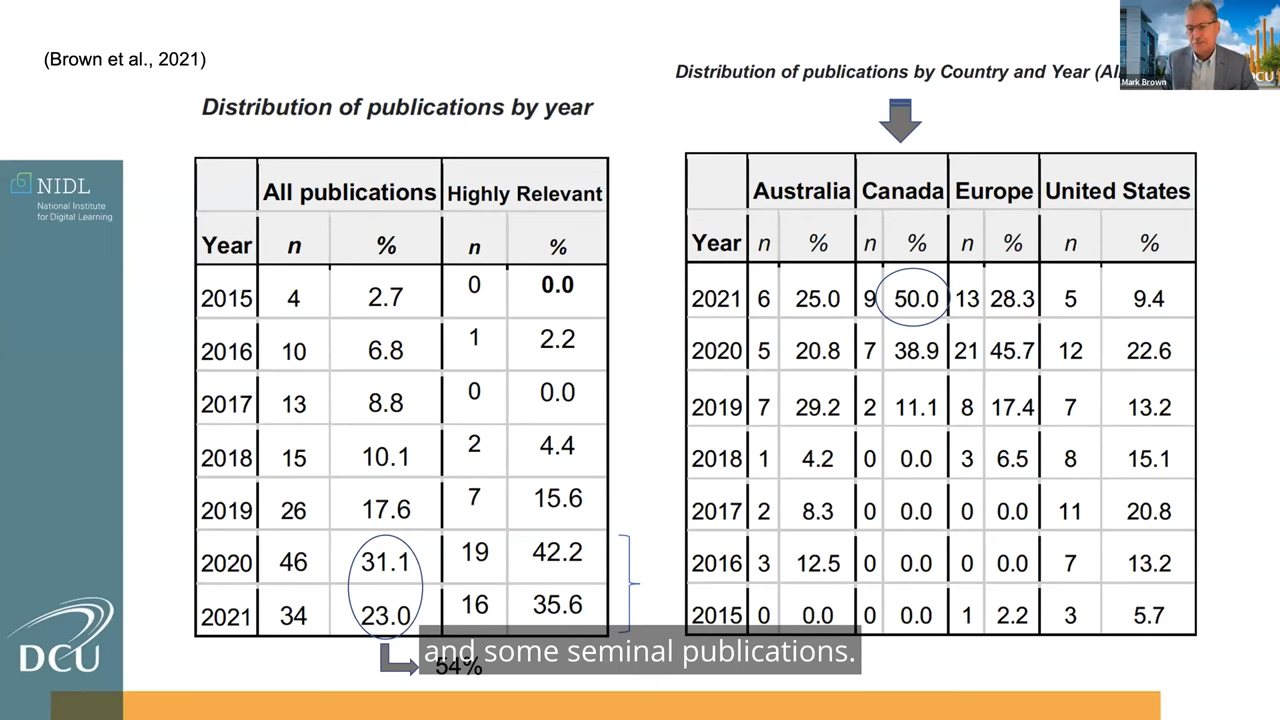 (Brown et al., 2021)
Distribution of publications by year
All publications Highly Relevant
Year n % n %
2015 4 2.7 0 0.0
2016 10 6.8 1 2.2
2017 13 8.8 0 0.0
2018 15 10.1 2 4.4
2019 26 17.6 7 15.6
2020 46 31.1 19 42.2
2021 34 23.0 16 35.6
54%
Distribution of publications by Country and Year (Al
Australia Canada Europe United States
Year n % n % n % n %
2021 6 25.0 9 50.0 13 28.3 5 9.4
2020 5 20.8 7 38.9 21 45.7 12 22.6
2019 7 29.2 2 11.1 8 17.4 7 13.2
2018 1 4.2 0 0.0 3 6.5 8 15.1
2017 2 8.3 0 0.0 0 0.0 11 20.8
2016 3 12.5 0 0.0 0 0.0 7 13.2
2015 0 0.0 0 0.0 1 2.2 3 5.7
Mark Brown
DCU
NIDL
National Institute
for Digital Learning
DCU
and some seminal publications.